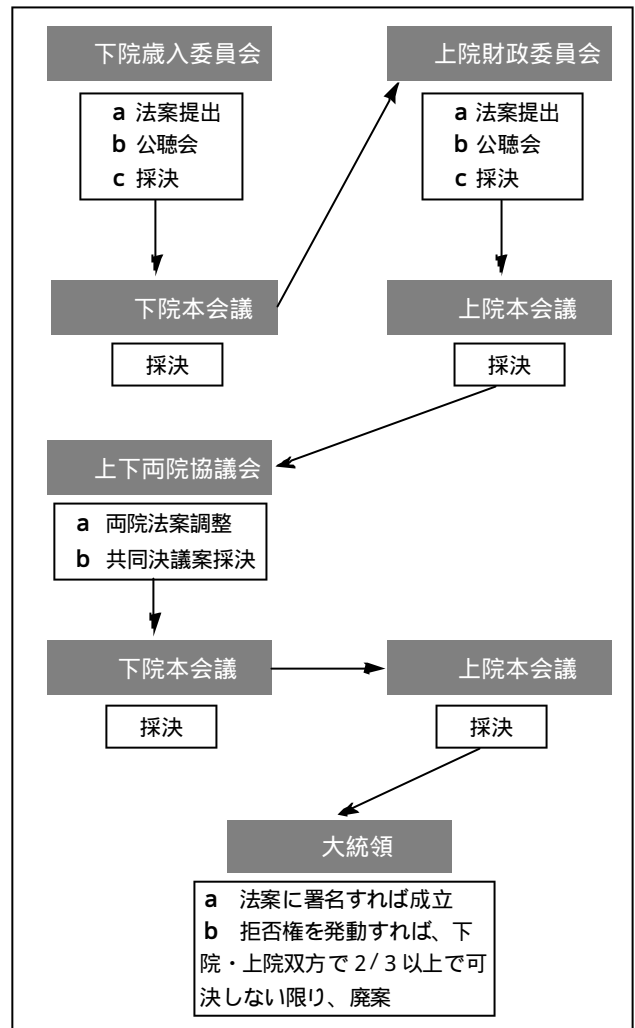 下院歳入委員会
a 法案提出
b 公聴会
c 採決
下院本会議
採決
上院財政委員会
a 法案提出
b 公聴会
c 採決
上院本会議
採決
上下両院協議会
a 両院法案調整
b 共同決議案採決
下院本会議
採決
上院本会議
採決
大統領
a 法案に署名すれば成立
b 拒否権を発動すれば、下
院・上院双方で 2/3 以上で可
決しない限り、廃案